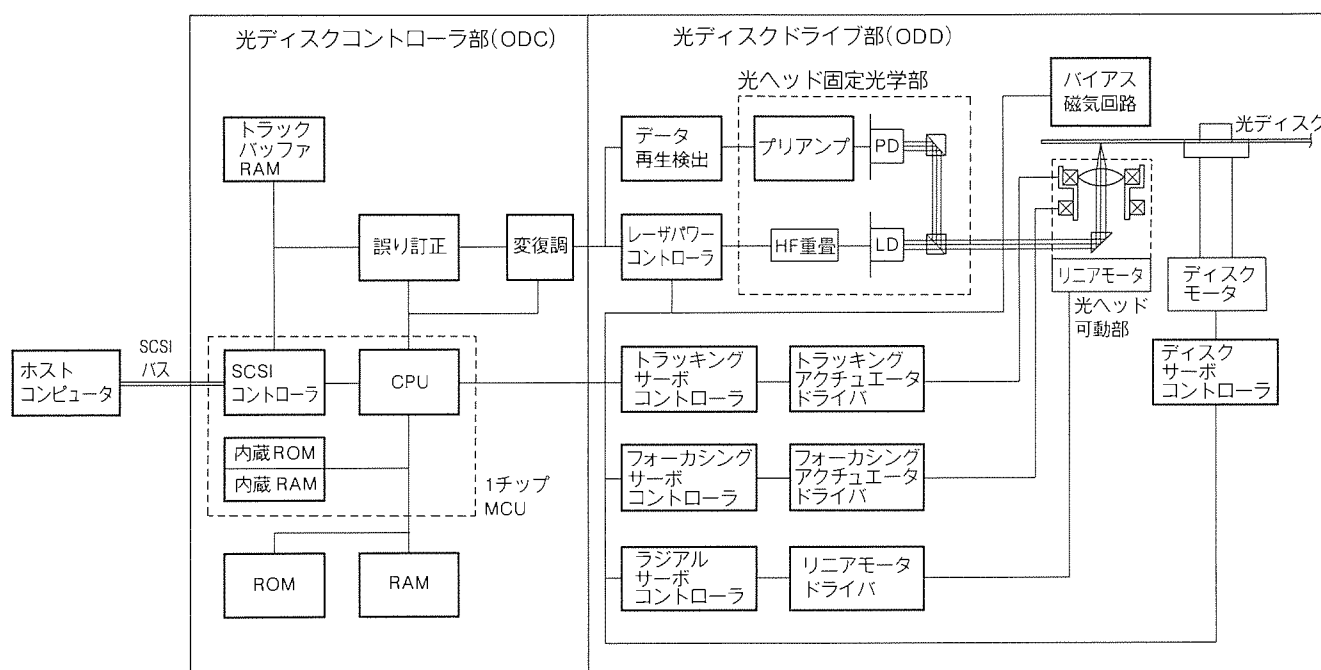 光ディスクコントローラ部(ODC)
光ディスクドライブ部(ODD)
光ヘッド固定光学部
バイアス
磁気回路
光ディスク
トラック
バッファ
RAM
データ
再生検出
プリアンプ
PD
誤り訂正
変復調
レーザパワー
コントローラ
HF重畳
LD
リニアモータ
光ヘッド
可動部
ディスク
モータ
ホスト
コンピュータ
SCSI
バス
SCSI
コントローラ
CPU
トラッキング
サーボ
コントローラ
トラッキング
アクチュエータ
ドライバ
ディスク
サーボ
コントローラ
内蔵ROM
内蔵RAM
1チップ
MCU
フォーカシング
サーボ
コントローラ
フォーカシング
アクチュエータ
ドライバ
ROM
RAM
ラジアル
サーボ
コントローラ
リニアモータ
ドライバ